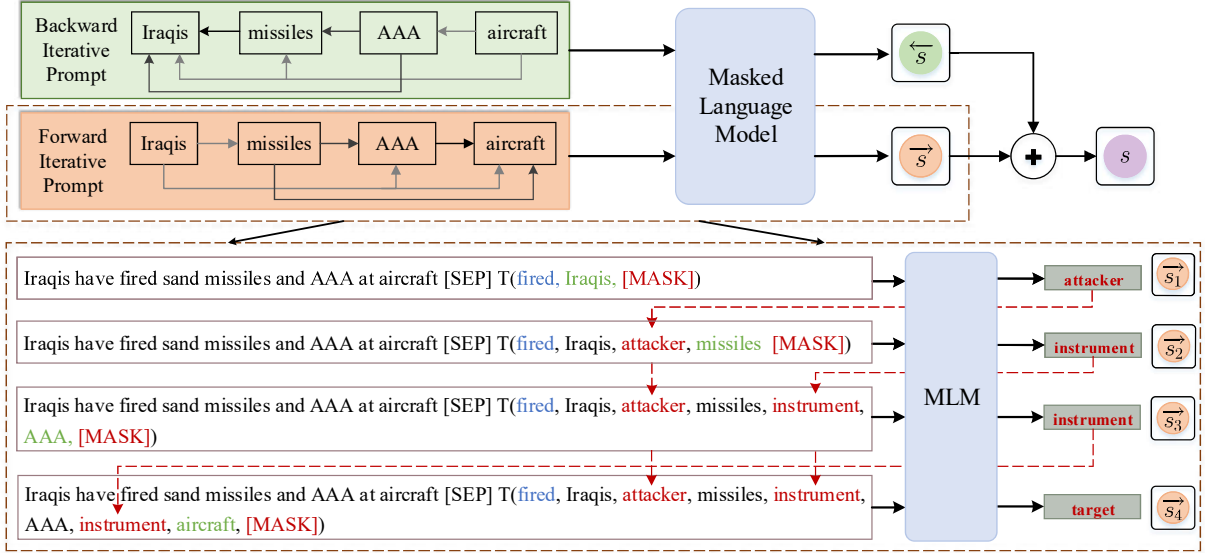 Backward
Iterative
Prompt
Iraqis
missiles
AAA
aircraft
Masked
Language
Model
s
Forward
Iterative
Prompt
Iraqis
missiles
AAA
aircraft
s
+
s
Iraqis have fired sand missiles and AAA at aircraft [SEP] T(fired, Iraqis, [MASK])
attacker
s1
Iraqis have fired sand missiles and AAA at aircraft [SEP] T(fired, Iraqis, attacker, missiles [MASK])
instrument
s2
MLM
Iraqis have fired sand missiles and AAA at aircraft [SEP] T(fired, Iraqis, attacker, missiles, instrument,
AAA, [MASK])
instrument
s3
Iraqis have fired sand missiles and AAA at aircraft [SEP] T(fired, Iraqis, attacker, missiles, instrument,
AAA, instrument, aircraft, [MASK])
target
s4